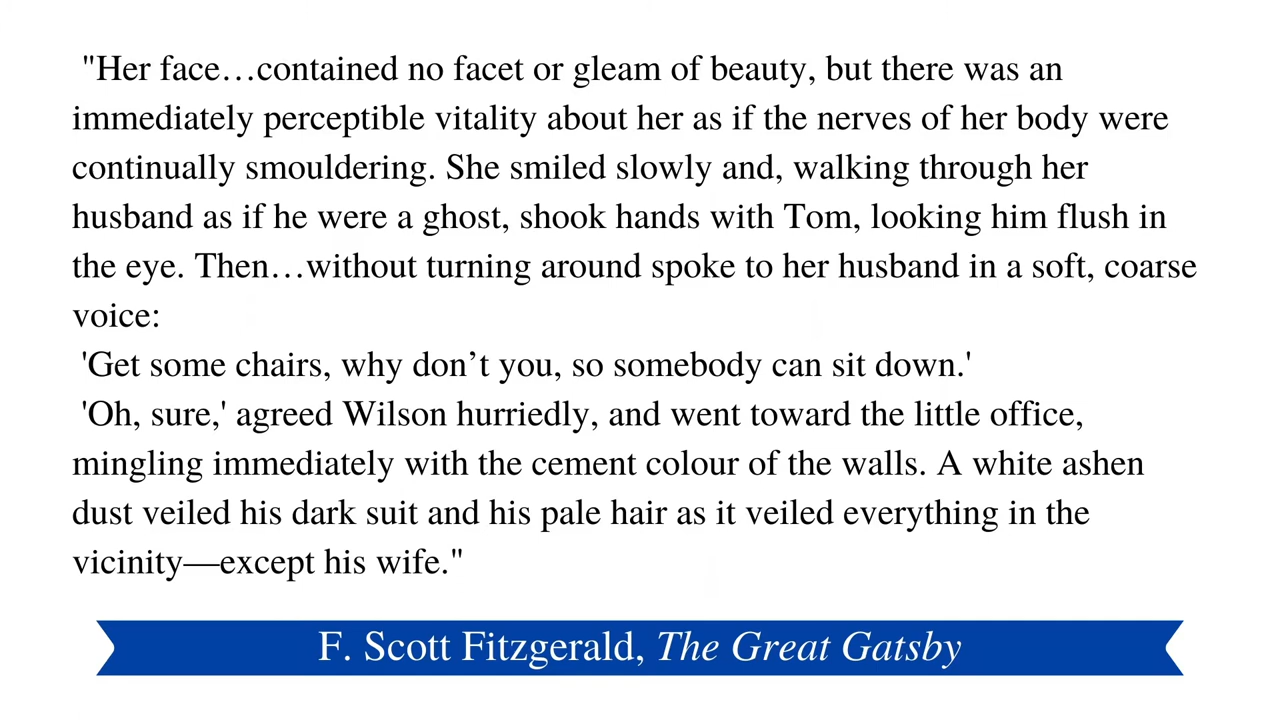 "Her face…contained no facet or gleam of beauty, but there was an
immediately perceptible vitality about her as if the nerves of her body were
continually smouldering. She smiled slowly and, walking through her
husband as if he were a ghost, shook hands with Tom, looking him flush in
the eye. Then…without turning around spoke to her husband in a soft, coarse
voice:
'Get some chairs, why don’t you, so somebody can sit down.'
'Oh, sure,' agreed Wilson hurriedly, and went toward the little office,
mingling immediately with the cement colour of the walls. A white ashen
dust veiled his dark suit and his pale hair as it veiled everything in the
vicinity—except his wife."
F. Scott Fitzgerald, The Great Gatsby